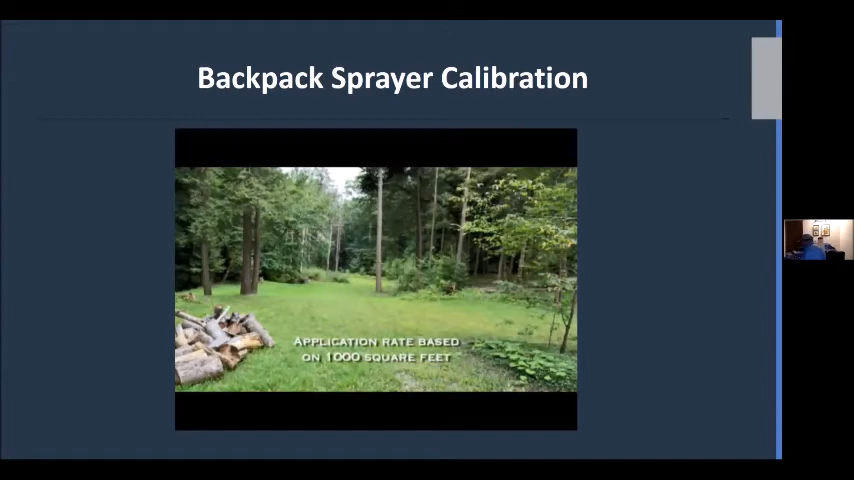 Backpack Sprayer Calibration
Application rate based
on 1000 square feet